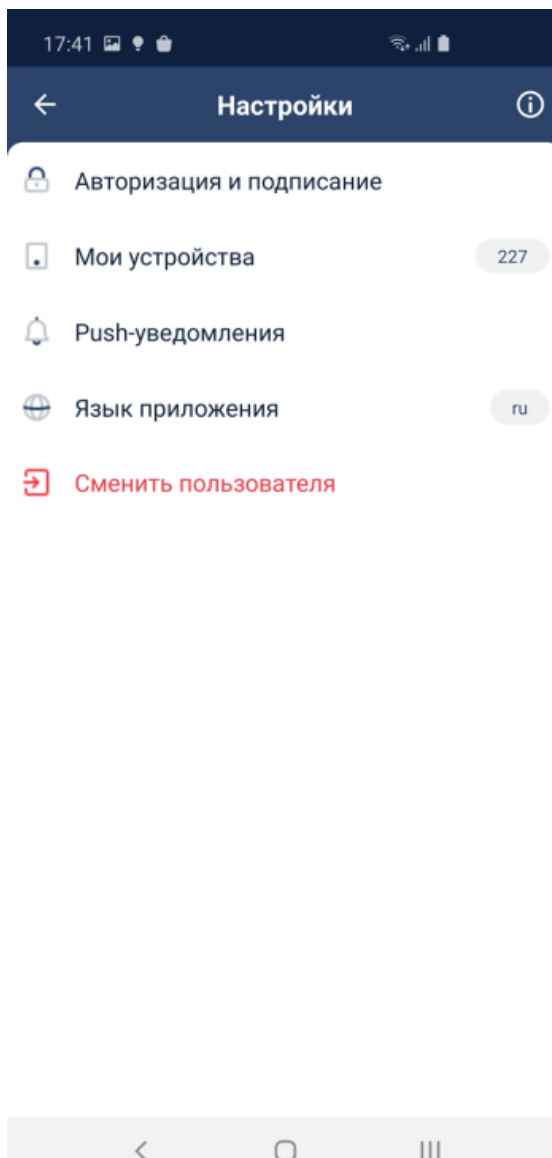 17:41
Настройки
Авторизация и подписание
Мои устройства
227
Push-уведомления
Язык приложения
ru
Сменить пользователя